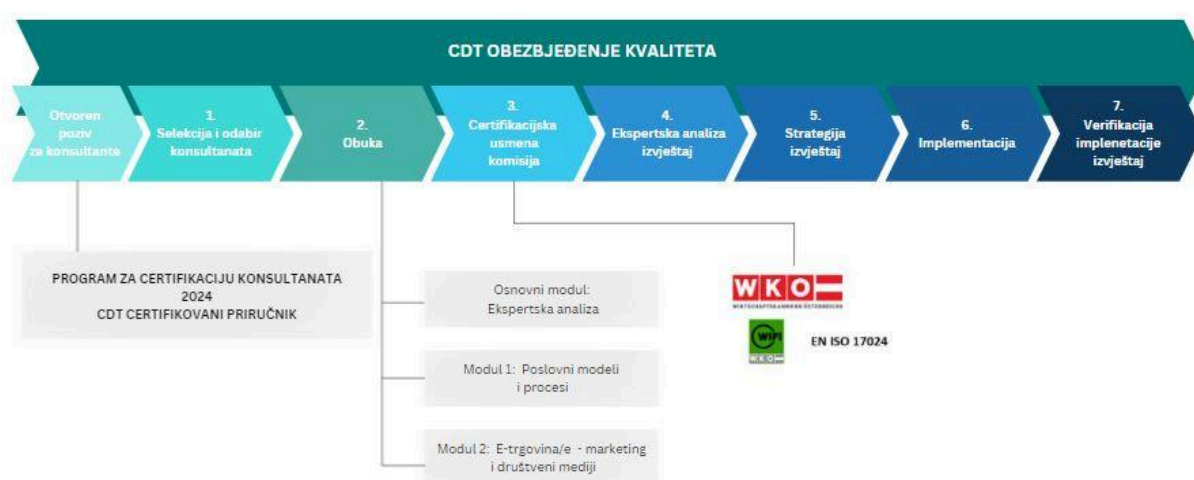 CDT OBEZBJEĐENJE KVALITETA
Otvoren
poziv
za konsultante
1.
Selekcija i odabir
konsultanata
2.
Obuka
3.
Certifikacijska
usmena
komisija
4.
Ekspertska analiza
izvještaj
5.
Strategija
izvještaj
6.
Implementacija
7.
Verifikacija
implenetacije
izvještaj
PROGRAM ZA CERTIFIKACIJU KONSULTANATA
2024
CDT CERTIFIKOVANI PRIRUČNIK
Osnovni modul:
Ekspertska analiza
Modul 1: Poslovni modeli
i procesi
Modul 2: E-trgovina/e - marketing
i društveni mediji
WKO
WIRTSCHAFTSKAMMER ÖSTERREICH
WIFI
WKO
EN ISO 17024